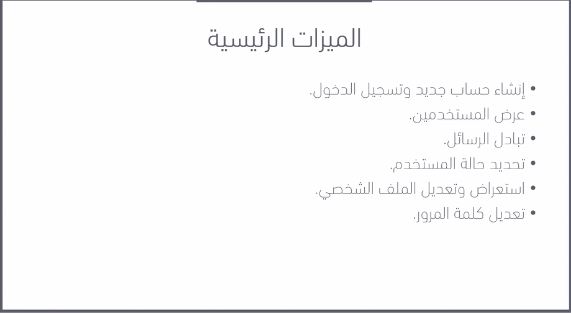 الميزات الرئيسية
• إنشاء حساب جديد وتسجيل الدخول.
• عرض المستخدمين.
• تبادل الرسائل.
• تحديد حالة المستخدم.
• استعراض وتعديل الملف الشخصي.
• تعديل كلمة المرور.